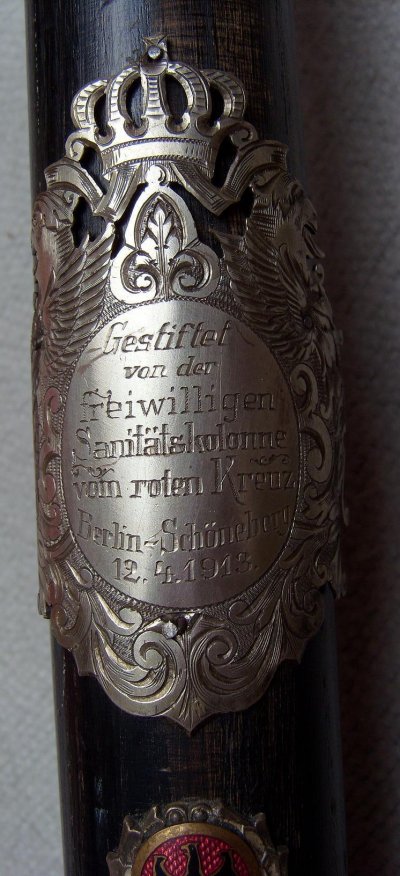 Gestiftet
von der
freiwilligen
Sanitätskolonne
vom roten Kreuz
Berlin-Schöneberg
12.4.1913.